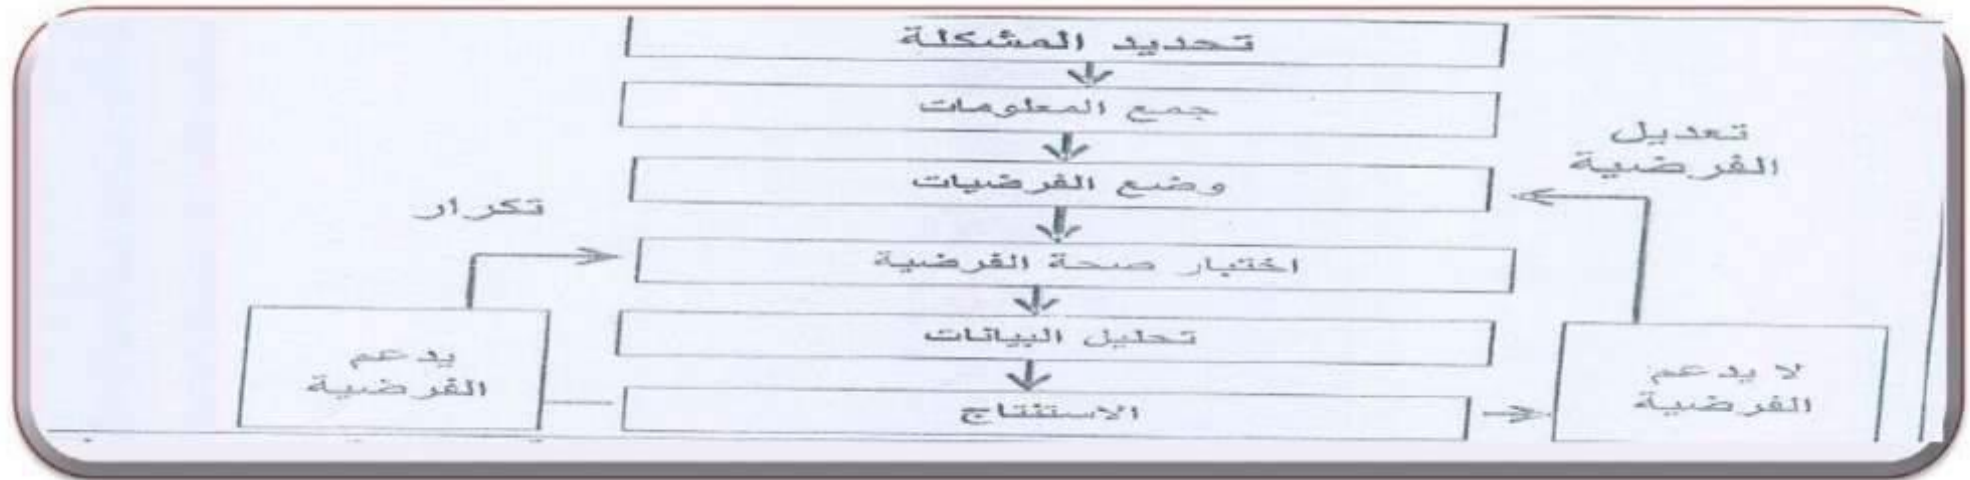 تحديد المشكلة
جمع المعلومات
تعديل
الفرضية
وضع الفرضيات
تكرار
اختبار صحة الفرضية
تحليل البيانات
يدعم
الفرضية
لا يدعم
الفرضية
الاستنتاج